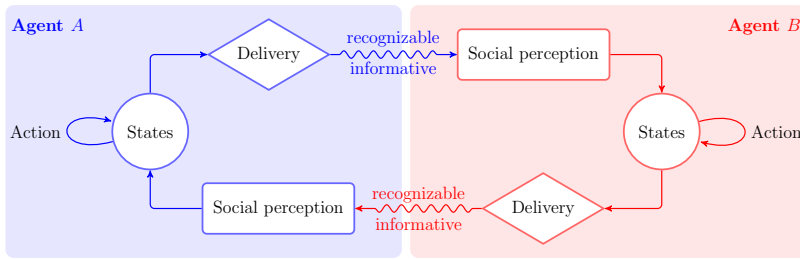 Agent A
Agent B
recognizable
Delivery
Social perception
informative
Action
States
States
Action
recognizable
Social perception
Delivery
informative